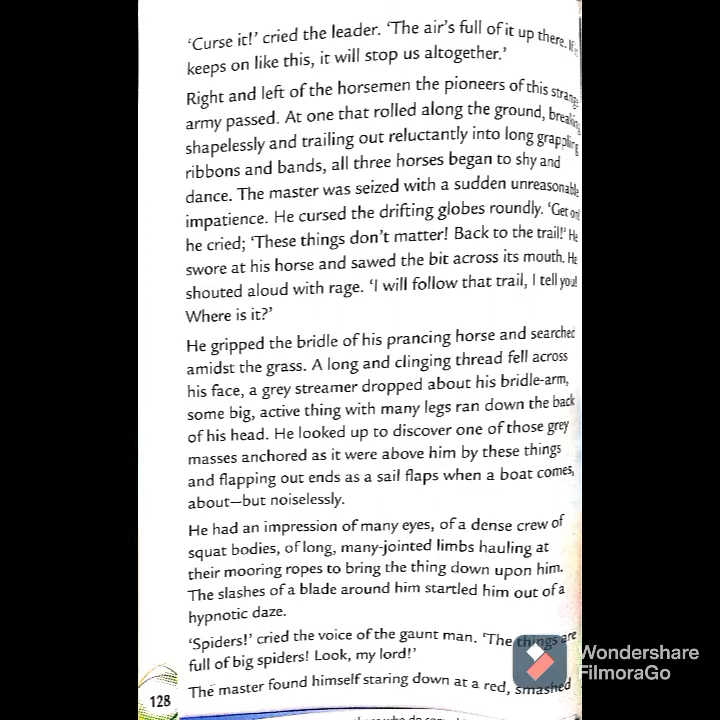 ‘Curse it!’ cried the leader. ‘The air’s full of it up there.
keeps on like this, it will stop us altogether.’
Right and left of the horsemen the pioneers of this strange
army passed. At one that rolled along the ground, breaking
shapelessly and trailing out reluctantly into long grappling
ribbons and bands, all three horses began to shy and
dance. The master was seized with a sudden unreasonable
impatience. He cursed the drifting globes roundly. ‘Get on!
he cried; ‘These things don’t matter! Back to the trail!’ He
swore at his horse and sawed the bit across its mouth. He
shouted aloud with rage. ‘I will follow that trail, I tell you!
Where is it?’
He gripped the bridle of his prancing horse and searched
amidst the grass. A long and clinging thread fell across
his face, a grey streamer dropped about his bridle-arm,
some big, active thing with many legs ran down the back
of his head. He looked up to discover one of those grey
masses anchored as it were above him by these things
and flapping out ends as a sail flaps when a boat comes,
about—but noiselessly.
He had an impression of many eyes, of a dense crew of
squat bodies, of long, many-jointed limbs hauling at
their mooring ropes to bring the thing down upon him.
The slashes of a blade around him startled him out of a
hypnotic daze.
‘Spiders!’ cried the voice of the gaunt man. ‘The things are
full of big spiders! Look, my lord!’
The master found himself staring down at a red, smashed
128
Wondershare
FilmoraGo